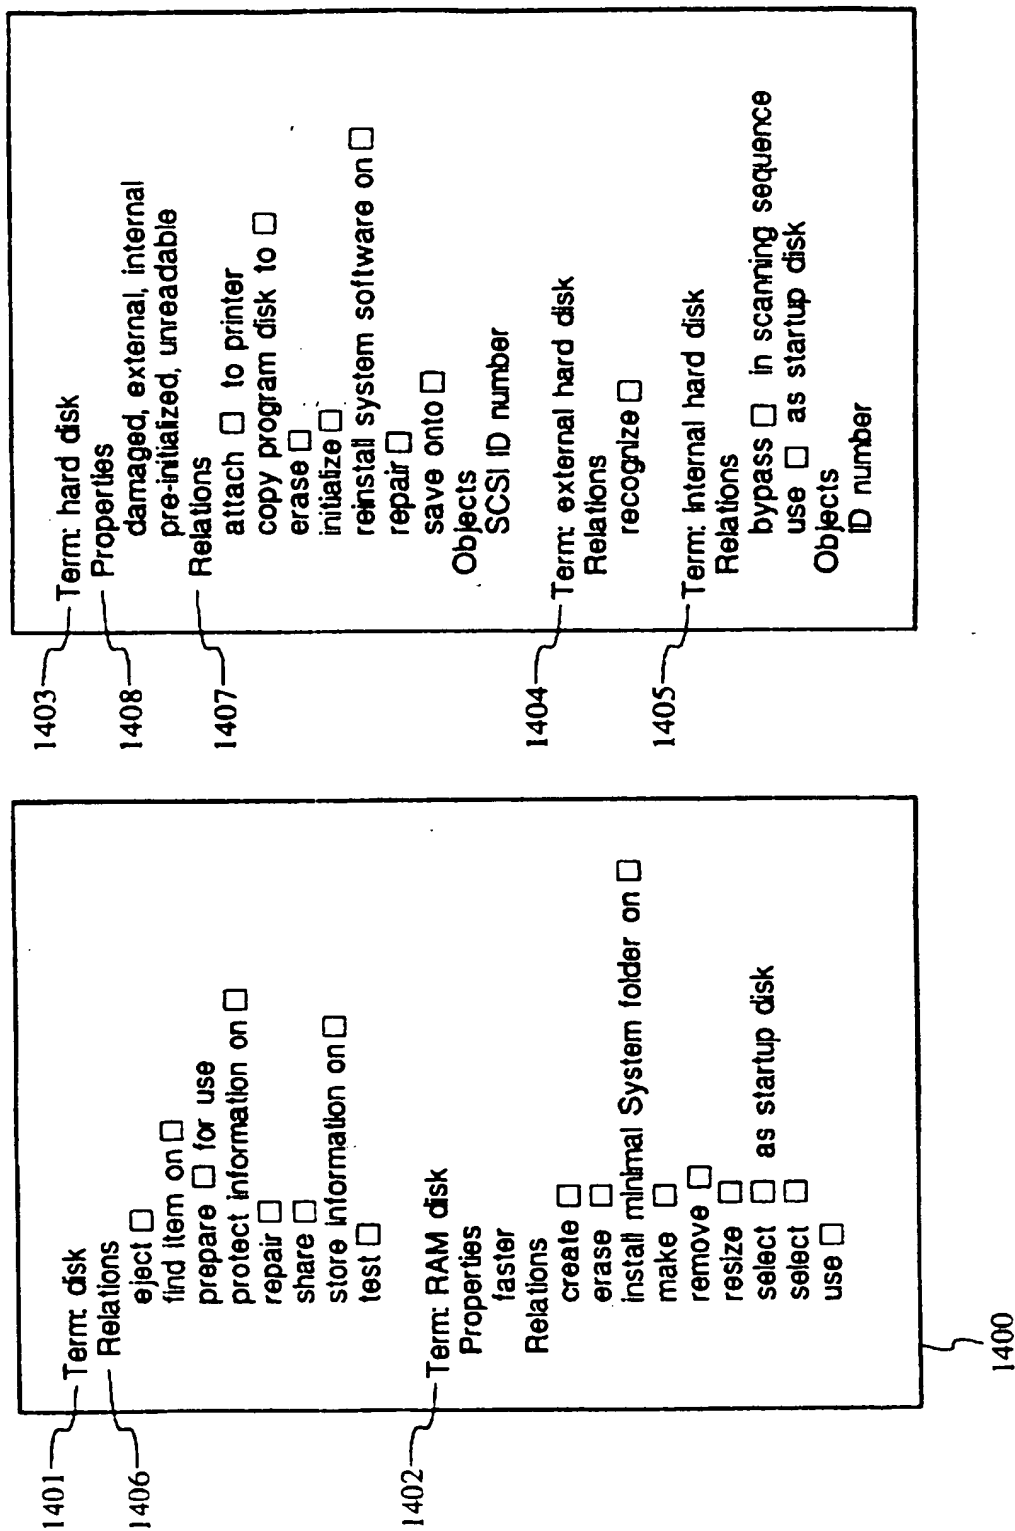 1401
Term: disk
1406
Relations
eject □
find item on □
prepare □ for use
protect information on □
repair □
share □
store information on □
test □
1402
Term: RAM disk
Properties
faster
Relations
create □
erase □
install minimal System folder on □
make □
remove □
resize □
select □ as startup disk
select □
use □
1400
1403
Term: hard disk
1408
Properties
damaged, external, internal
pre-initialized, unreadable
1407
Relations
attach □ to printer
copy program disk to □
erase □
initialize □
reinstall system software on □
repair □
save onto □
Objects
SCSI ID number
1404
Term: external hard disk
Relations
recognize □
1405
Term: internal hard disk
Relations
bypass □ in scanning sequence
use □ as startup disk
Objects
ID number